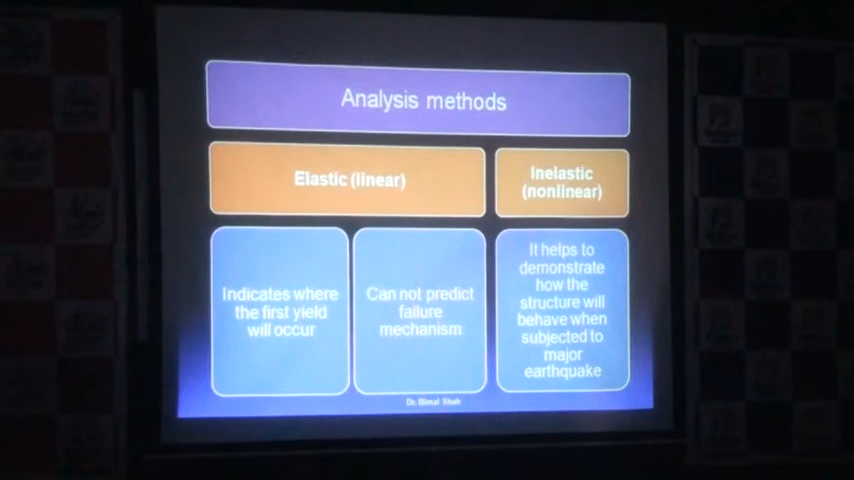 Analysis methods
Elastic (linear)
Inelastic
(nonlinear)
Indicates where
the first yield
will occur
Can not predict
failure
mechanism
It helps to
demonstrate
how the
structure will
behave when
subjected to
major
earthquake
Dr. Bimal Shah